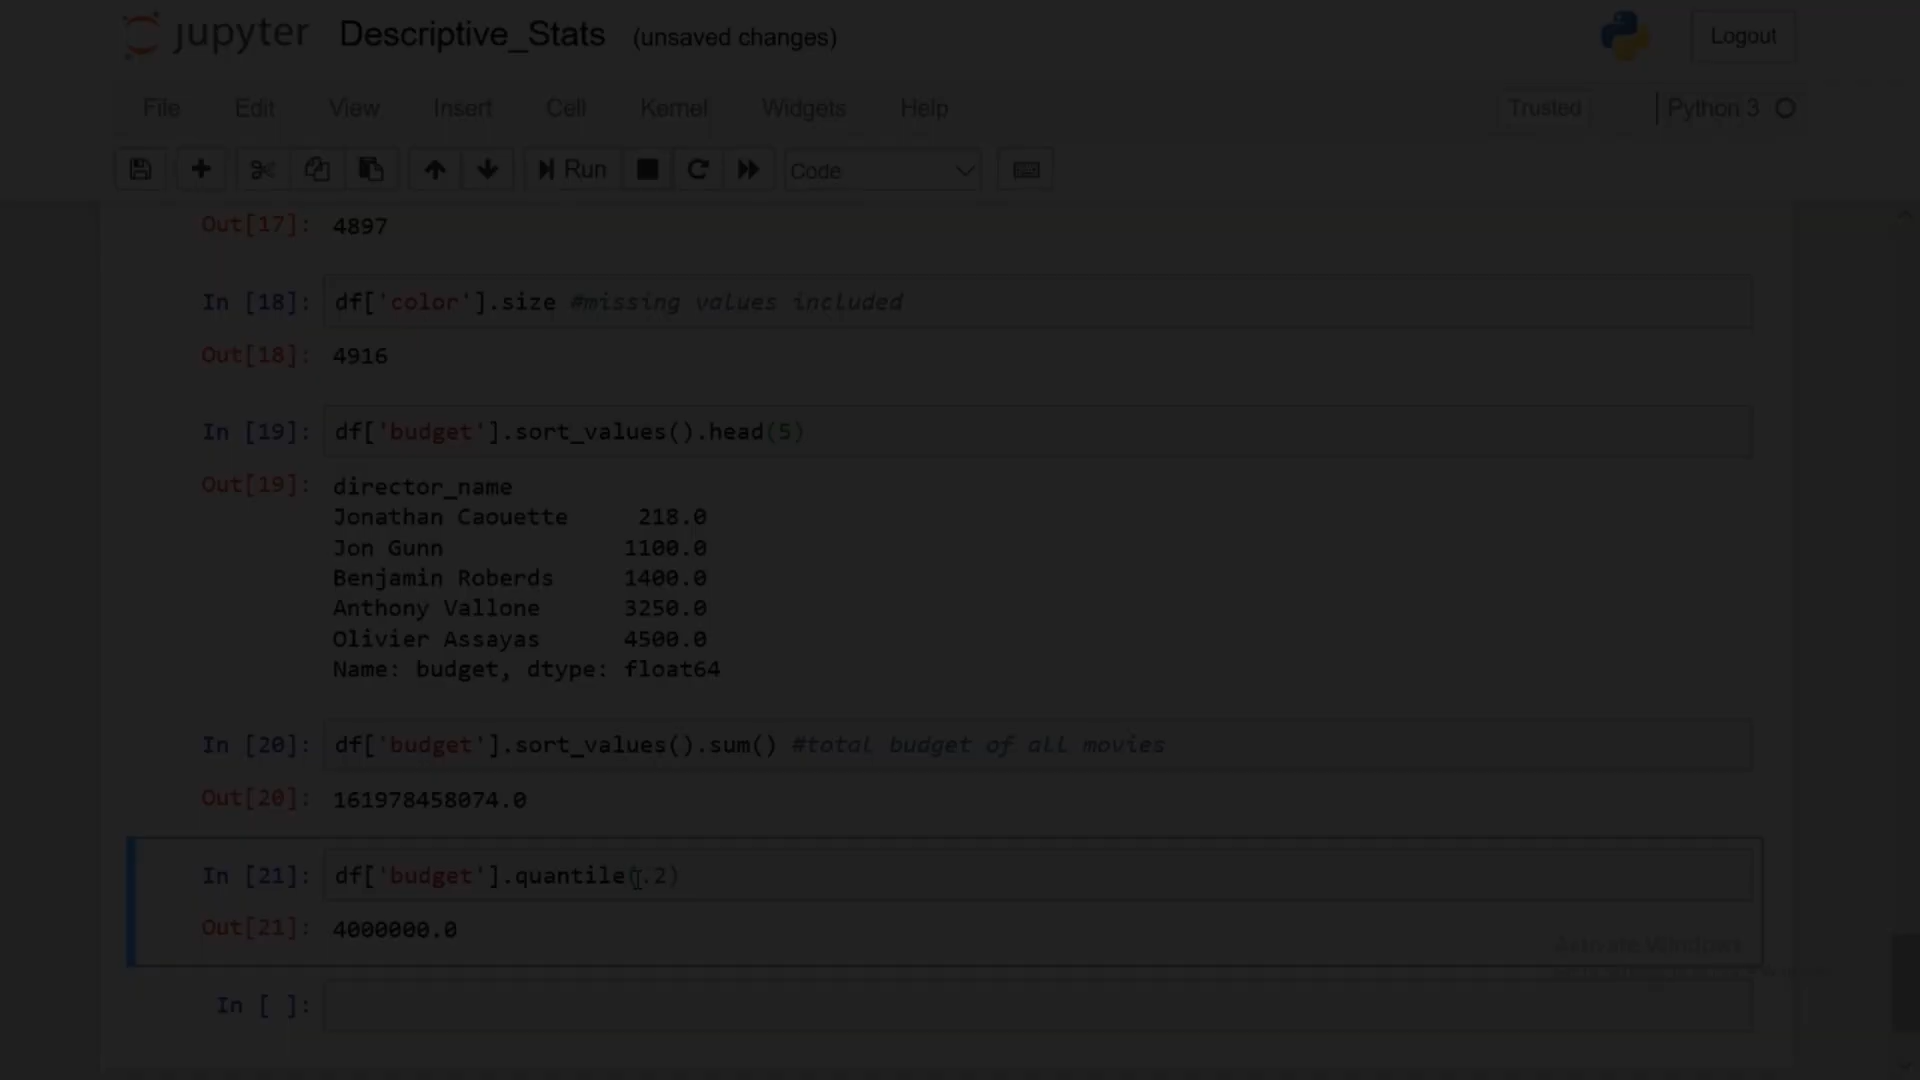 jupyter Descriptive_Stats (unsaved changes) Logout
File Edit View Insert Cell Kernel Widgets Help Trusted Python 3
Run Code
Out[17]: 4897
In [18]: df['color'].size #missing values included
Out[18]: 4916
In [19]: df['budget'].sort_values().head(5)
Out[19]: director_name
Jonathan Caouette 218.0
Jon Gunn 1100.0
Benjamin Roberds 1400.0
Anthony Vallone 3250.0
Olivier Assayas 4500.0
Name: budget, dtype: float64
In [20]: df['budget'].sort_values().sum() #total budget of all movies
Out[20]: 161978458074.0
In [21]: df['budget'].quantile(.2)
Out[21]: 4000000.0
Activate Windows
In [ ]: